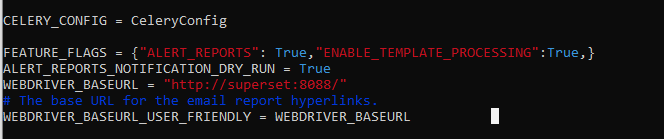 CELERY_CONFIG = CeleryConfig
FEATURE_FLAGS = {"ALERT_REPORTS": True,"ENABLE_TEMPLATE_PROCESSING":True,}
ALERT_REPORTS_NOTIFICATION_DRY_RUN = True
WEBDRIVER_BASEURL = "http://superset:8088/"
# The base URL for the email report hyperlinks.
WEBDRIVER_BASEURL_USER_FRIENDLY = WEBDRIVER_BASEURL